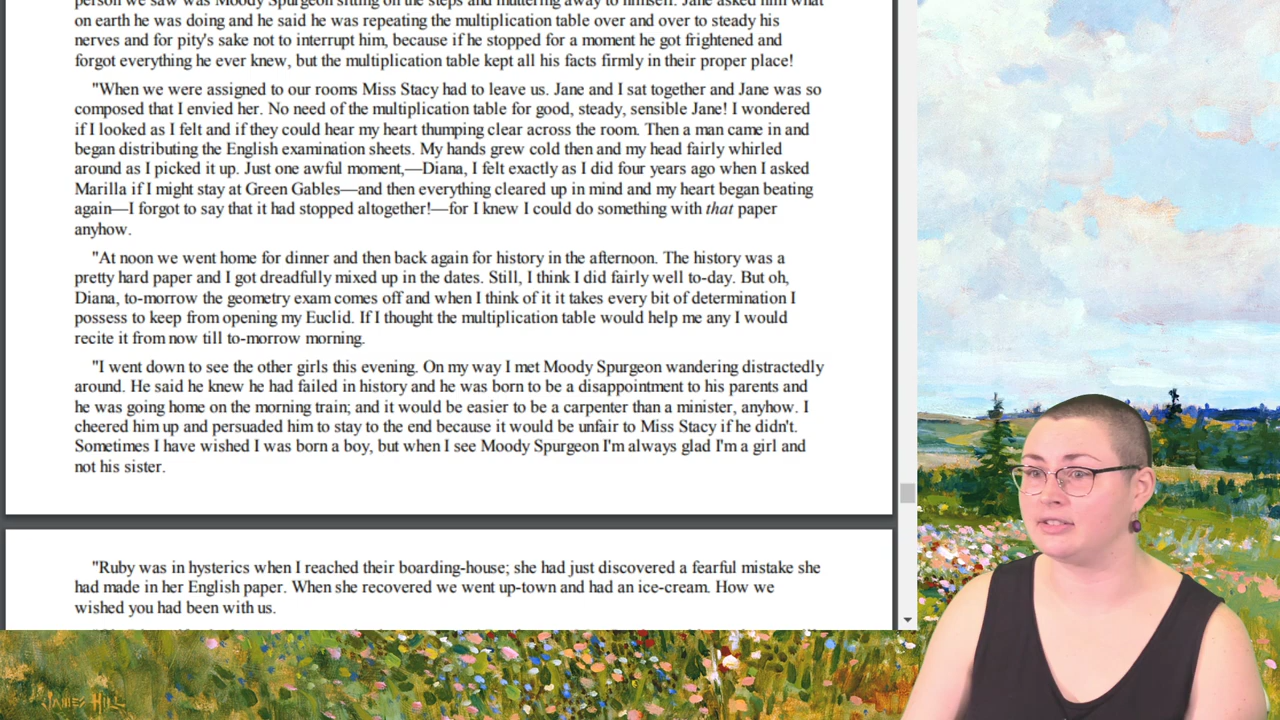 person we saw was Moody Spurgeon sitting on the steps and muttering away to himself. Jane asked him what
on earth he was doing and he said he was repeating the multiplication table over and over to steady his
nerves and for pity's sake not to interrupt him, because if he stopped for a moment he got frightened and
forgot everything he ever knew, but the multiplication table kept all his facts firmly in their proper place!
"When we were assigned to our rooms Miss Stacy had to leave us. Jane and I sat together and Jane was so
composed that I envied her. No need of the multiplication table for good, steady, sensible Jane! I wondered
if I looked as I felt and if they could hear my heart thumping clear across the room. Then a man came in and
began distributing the English examination sheets. My hands grew cold then and my head fairly whirled
around as I picked it up. Just one awful moment,—Diana, I felt exactly as I did four years ago when I asked
Marilla if I might stay at Green Gables—and then everything cleared up in mind and my heart began beating
again—I forgot to say that it had stopped altogether!—for I knew I could do something with that paper
anyhow.
"At noon we went home for dinner and then back again for history in the afternoon. The history was a
pretty hard paper and I got dreadfully mixed up in the dates. Still, I think I did fairly well to-day. But oh,
Diana, to-morrow the geometry exam comes off and when I think of it it takes every bit of determination I
possess to keep from opening my Euclid. If I thought the multiplication table would help me any I would
recite it from now till to-morrow morning.
"I went down to see the other girls this evening. On my way I met Moody Spurgeon wandering distractedly
around. He said he knew he had failed in history and he was born to be a disappointment to his parents and
he was going home on the morning train; and it would be easier to be a carpenter than a minister, anyhow. I
cheered him up and persuaded him to stay to the end because it would be unfair to Miss Stacy if he didn't.
Sometimes I have wished I was born a boy, but when I see Moody Spurgeon I'm always glad I'm a girl and
not his sister.
"Ruby was in hysterics when I reached their boarding-house; she had just discovered a fearful mistake she
had made in her English paper. When she recovered we went up-town and had an ice-cream. How we
wished you had been with us.
JAMES HILL